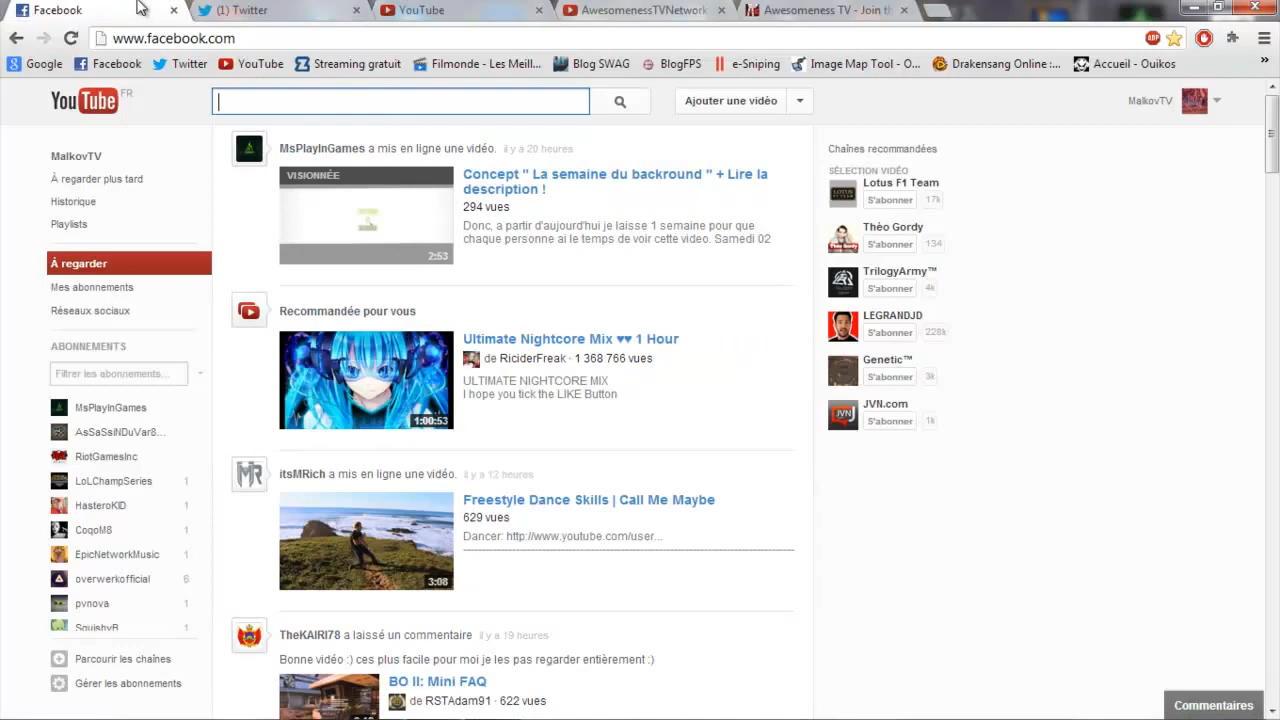 Facebook
(1) Twitter
YouTube
AwesomenessTVNetwork
Awesomeness TV - Join th
www.facebook.com
ABP
Google
Facebook
Twitter
YouTube
Streaming gratuit
Filmonde - Les Meill...
Blog SWAG
BlogFPS
e-Sniping
Image Map Tool - O...
Drakensang Online :...
Accueil - Ouikos
»
YouTube FR
Ajouter une vidéo
MalkovTV
MalkovTV
À regarder plus tard
Historique
Playlists
À regarder
Mes abonnements
Réseaux sociaux
ABONNEMENTS
Filtrer les abonnements...
MsPlayInGames
AsSaSsiNDuVar8...
RiotGamesInc
LoLChampSeries 1
HasteroKID 1
CoqoM8 1
EpicNetworkMusic 1
overwerkofficial 6
pvnova 1
SquishyB 1
Parcourir les chaînes
Gérer les abonnements
MsPlayInGames a mis en ligne une vidéo. il y a 20 heures
VISIONNÉE
2:53
Concept " La semaine du backround " + Lire la
description !
294 vues
Donc, a partir d'aujourd'hui je laisse 1 semaine pour que
chaque personne ai le temps de voir cette video. Samedi 02
Recommandée pour vous
1:00:53
Ultimate Nightcore Mix ♥♥ 1 Hour
de RiciderFreak · 1 368 766 vues
ULTIMATE NIGHTCORE MIX
I hope you tick the LIKE Button
itsMRich a mis en ligne une vidéo. il y a 12 heures
3:08
Freestyle Dance Skills | Call Me Maybe
629 vues
Dancer: http://www.youtube.com/user...
TheKAIRI78 a laissé un commentaire il y a 19 heures
Bonne vidéo :) ces plus facile pour moi je les pas regarder entièrement :)
BO II: Mini FAQ
de RSTAdam91 · 622 vues
Chaînes recommandées
SÉLECTION VIDÉO
Lotus F1 Team
S'abonner 17k
Théo Gordy
S'abonner 134
TrilogyArmy™
S'abonner 4k
LEGRANDJD
S'abonner 228k
Genetic™
S'abonner 3k
JVN.com
S'abonner 1k
Commentaires